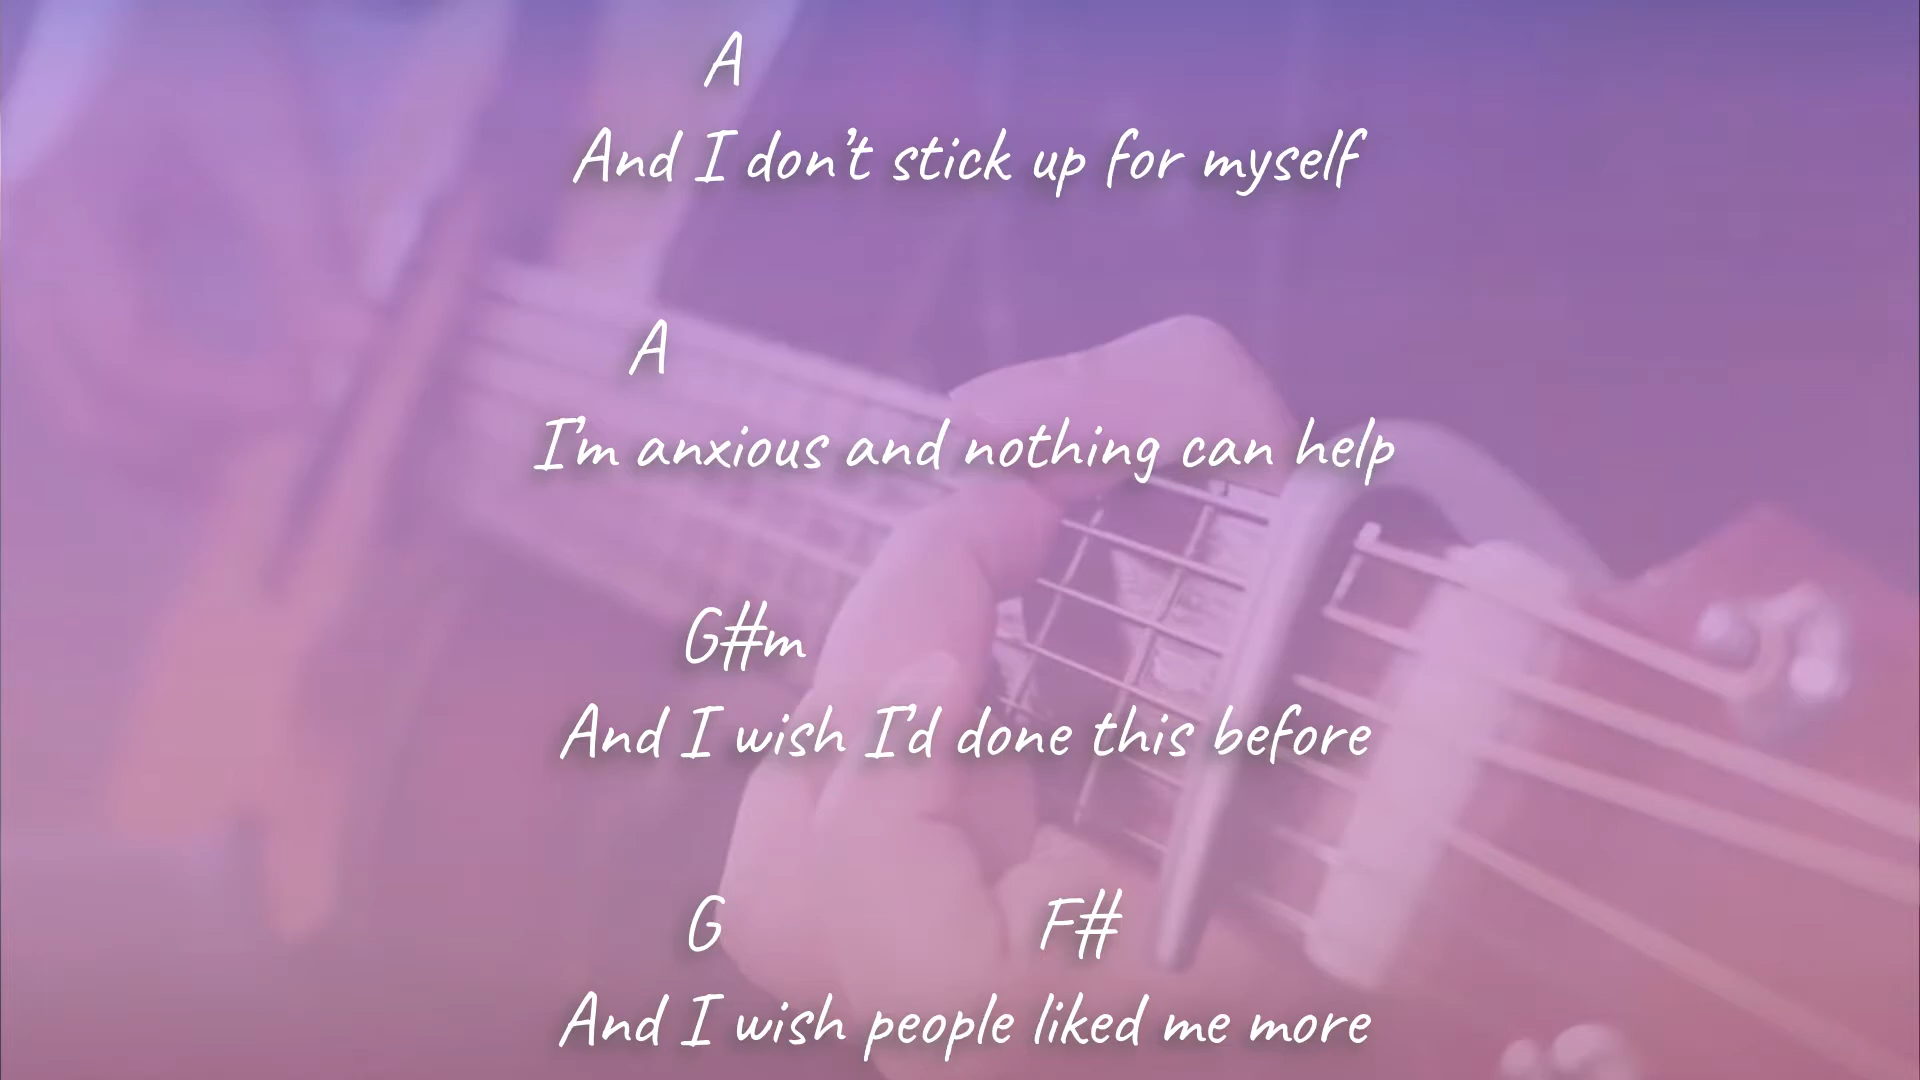 A
And I don't stick up for myself
A
I'm anxious and nothing can help
G#m
And I wish I'd done this before
G F#
And I wish people liked me more